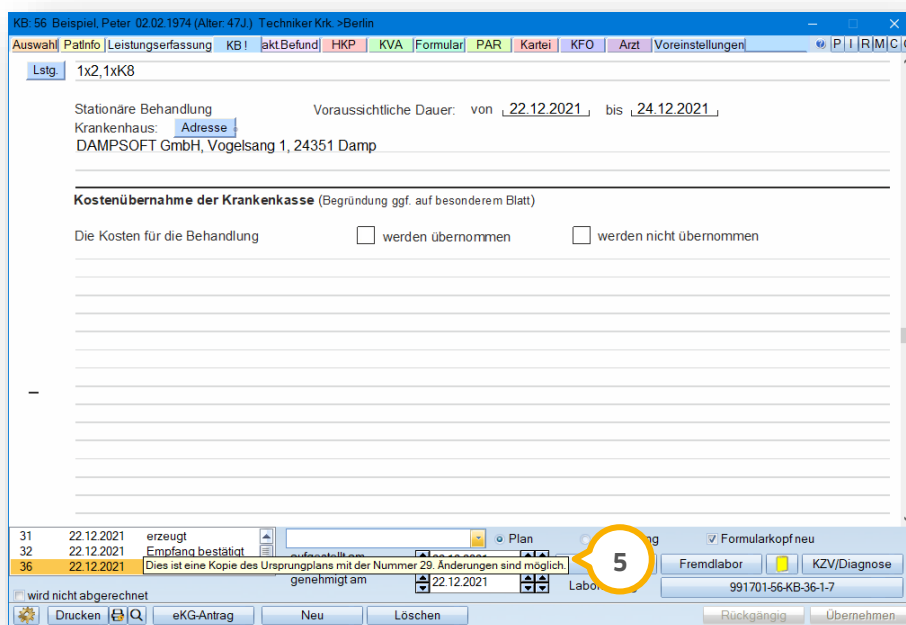 KB: 56 Beispiel, Peter 02.02.1974 (Alter: 47J.) Techniker Krk. >Berlin
Auswahl PatInfo Leistungserfassung KB ! akt.Befund HKP KVA Formular PAR Kartei KFO Arzt Voreinstellungen P I R M C
Lstg. 1x2,1xK8
Stationäre Behandlung Voraussichtliche Dauer: von 22.12.2021 bis 24.12.2021
Krankenhaus: Adresse
DAMPSOFT GmbH, Vogelsang 1, 24351 Damp
Kostenübernahme der Krankenkasse (Begründung ggf. auf besonderem Blatt)
Die Kosten für die Behandlung werden übernommen werden nicht übernommen
31 22.12.2021 erzeugt Plan Formularkopf neu
32 22.12.2021 Empfang bestätigt
36 22.12.2021 Dies ist eine Kopie des Ursprungplans mit der Nummer 29. Änderungen sind möglich. 5 Fremdlabor KZV/Diagnose
genehmigt am 22.12.2021 991701-56-KB-36-1-7
wird nicht abgerechnet
Drucken eKG-Antrag Neu Löschen Rückgängig Übernehmen